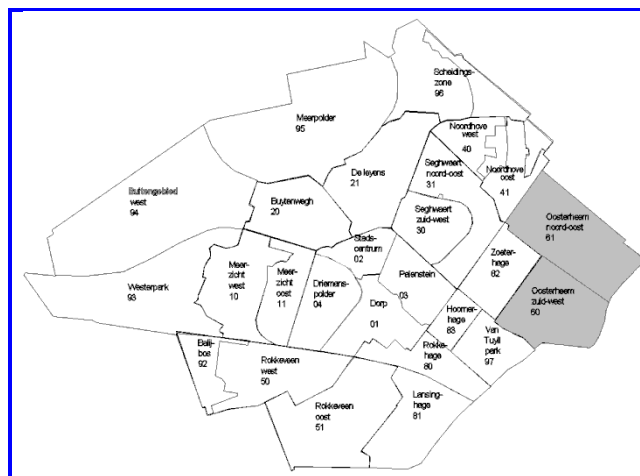 Scheidings-
zone
96
Meerpolder
95
Noordhove
west
40
Noordhove
oost
41
De leyens
21
Seghwaert
noord-oost
31
Buitengebied
west
94
Buytenwegh
20
Seghwaert
zuid-west
30
Oosterheem
noord-oost
61
Stads-
centrum
02
Zoeter-
hage
82
Meer-
zicht
west
10
Meer-
zicht
oost
11
Driemans-
polder
04
Palenstein
03
Westerpark
93
Oosterheem
zuid-west
60
Dorp
01
Hoorner-
hage
83
Van
Tuyll
park
97
Balij-
bos
92
Rokkeveen
west
50
Rokke-
hage
80
Rokkeveen
oost
51
Lansing-
hage
81